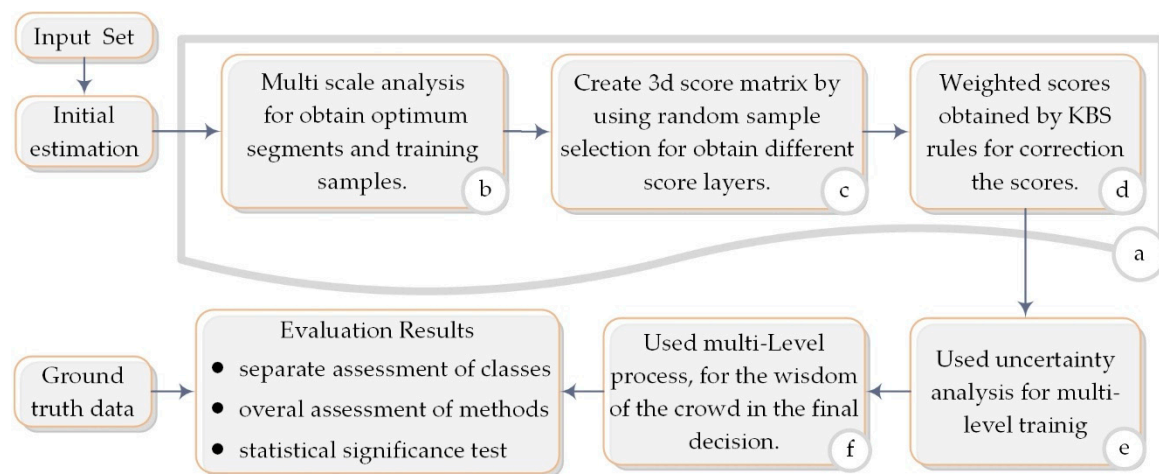 Input Set
Initial
estimation
Multi scale analysis
for obtain optimum
segments and training
samples.
b
Create 3d score matrix by
using random sample
selection for obtain different
score layers.
c
Weighted scores
obtained by KBS
rules for correction
the scores.
d
a
Used uncertainty
analysis for multi-
level trainig
e
Used multi-Level
process, for the wisdom
of the crowd in the final
decision.
f
Evaluation Results
● separate assessment of classes
● overal assessment of methods
● statistical significance test
Ground
truth data